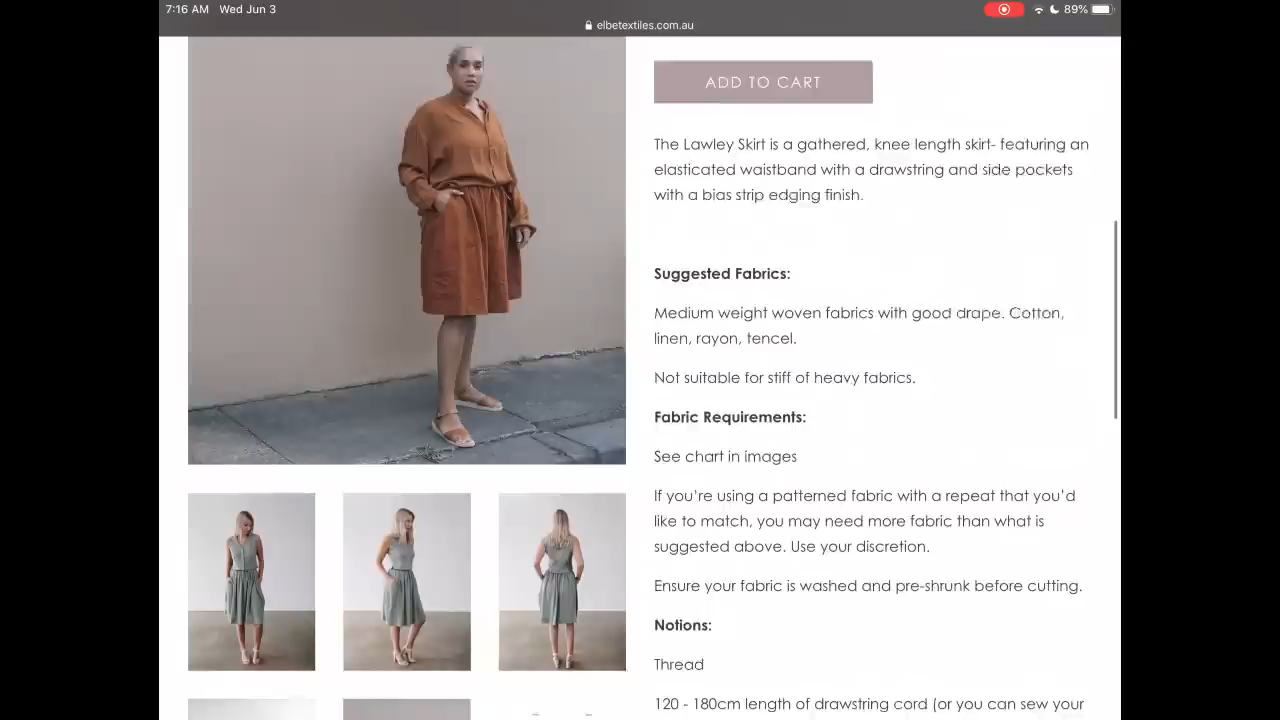 7:16 AM Wed Jun 3
89%
elbetextiles.com.au
ADD TO CART
The Lawley Skirt is a gathered, knee length skirt- featuring an
elasticated waistband with a drawstring and side pockets
with a bias strip edging finish.
Suggested Fabrics:
Medium weight woven fabrics with good drape. Cotton,
linen, rayon, tencel.
Not suitable for stiff of heavy fabrics.
Fabric Requirements:
See chart in images
If you're using a patterned fabric with a repeat that you'd
like to match, you may need more fabric than what is
suggested above. Use your discretion.
Ensure your fabric is washed and pre-shrunk before cutting.
Notions:
Thread
120 - 180cm length of drawstring cord (or you can sew your